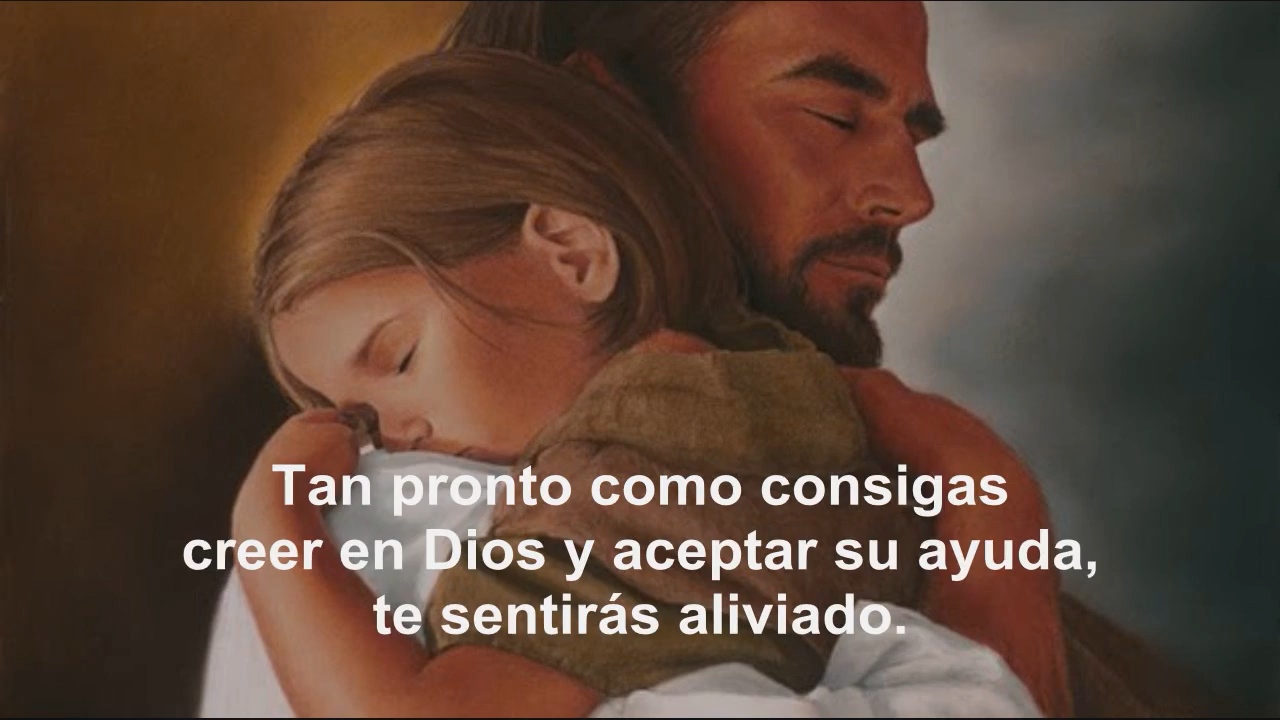 Tan pronto como consigas
creer en Dios y aceptar su ayuda,
te sentirás aliviado.